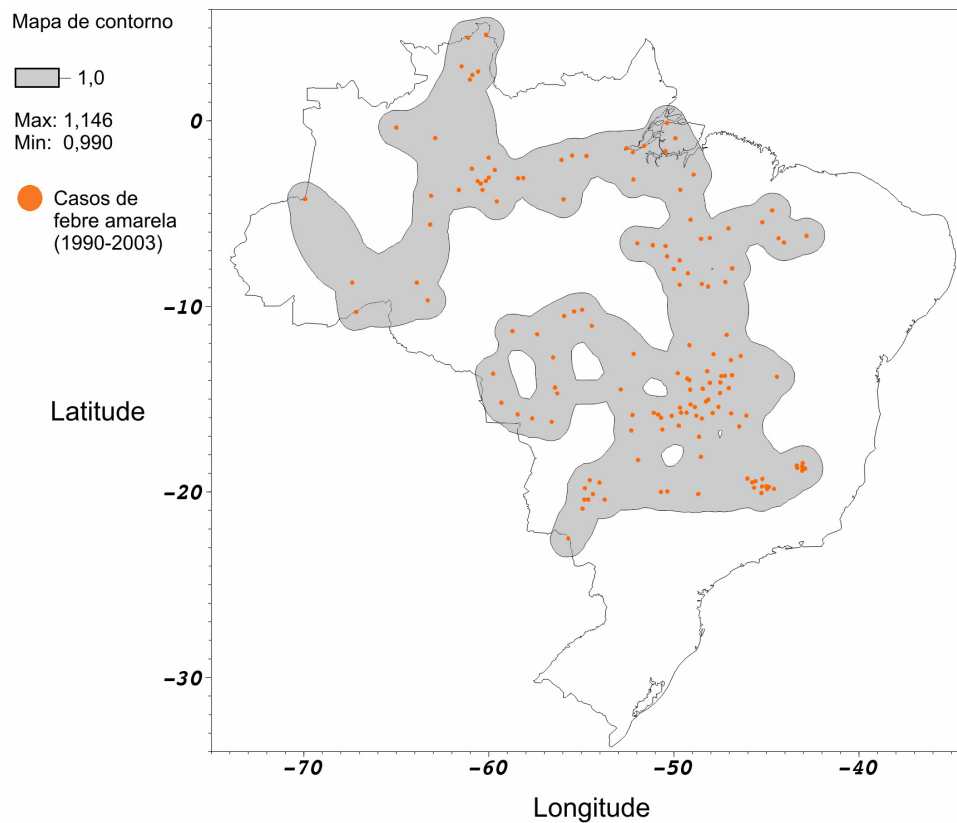 Mapa de contorno
1,0
Max: 1,146
Min: 0,990
Casos de
febre amarela
(1990-2003)
Latitude
0
-10
-20
-30
-70
-60
-50
-40
Longitude